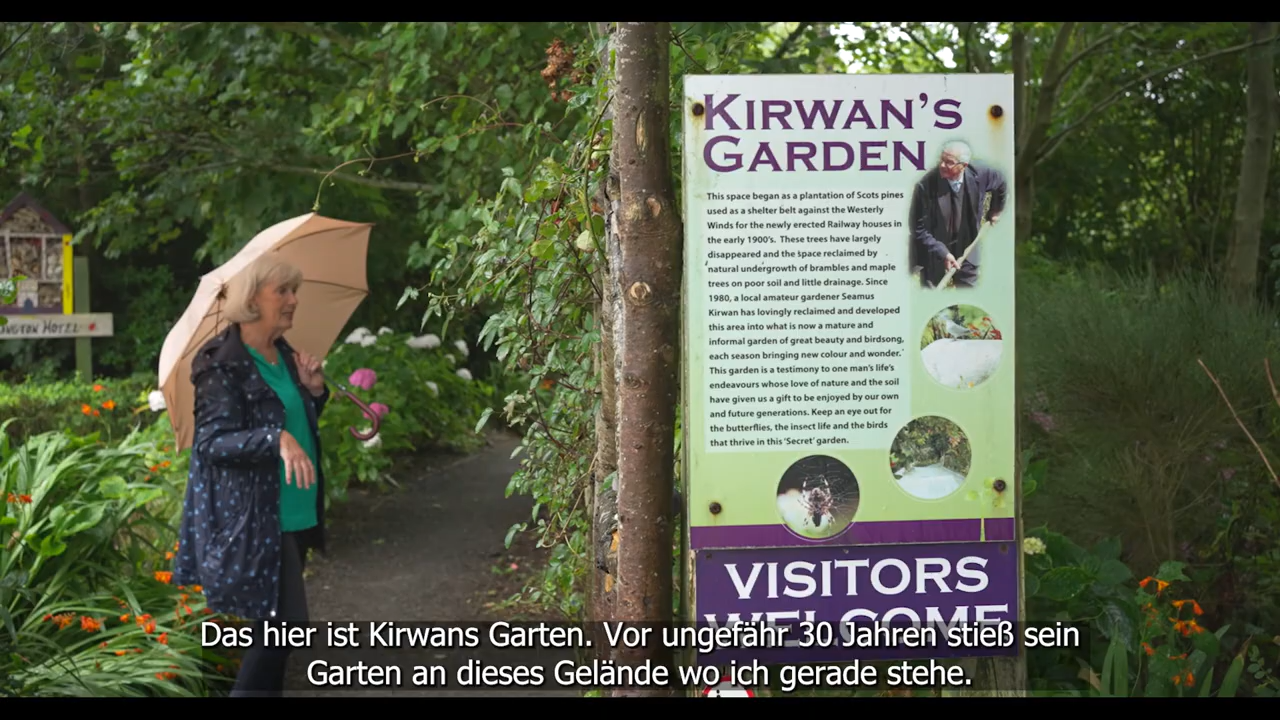 KIRWAN'S
GARDEN
This space began as a plantation of Scots pines
used as a shelter belt against the Westerly
Winds for the newly erected Railway houses in
the early 1900's. These trees have largely
disappeared and the space reclaimed by
natural undergrowth of brambles and maple
trees on poor soil and little drainage. Since
1980, a local amateur gardener Seamus
Kirwan has lovingly reclaimed and developed
this area into what is now a mature and
informal garden of great beauty and birdsong,
each season bringing new colour and wonder.
This garden is a testimony to one man's life's
endeavours whose love of nature and the soil
have given us a gift to be enjoyed by our own
and future generations. Keep an eye out for
the butterflies, the insect life and the birds
that thrive in this 'Secret' garden.
VISITORS
WELCOME
HOTEL
Das hier ist Kirwans Garten. Vor ungefähr 30 Jahren stieß sein
Garten an dieses Gelände wo ich gerade stehe.